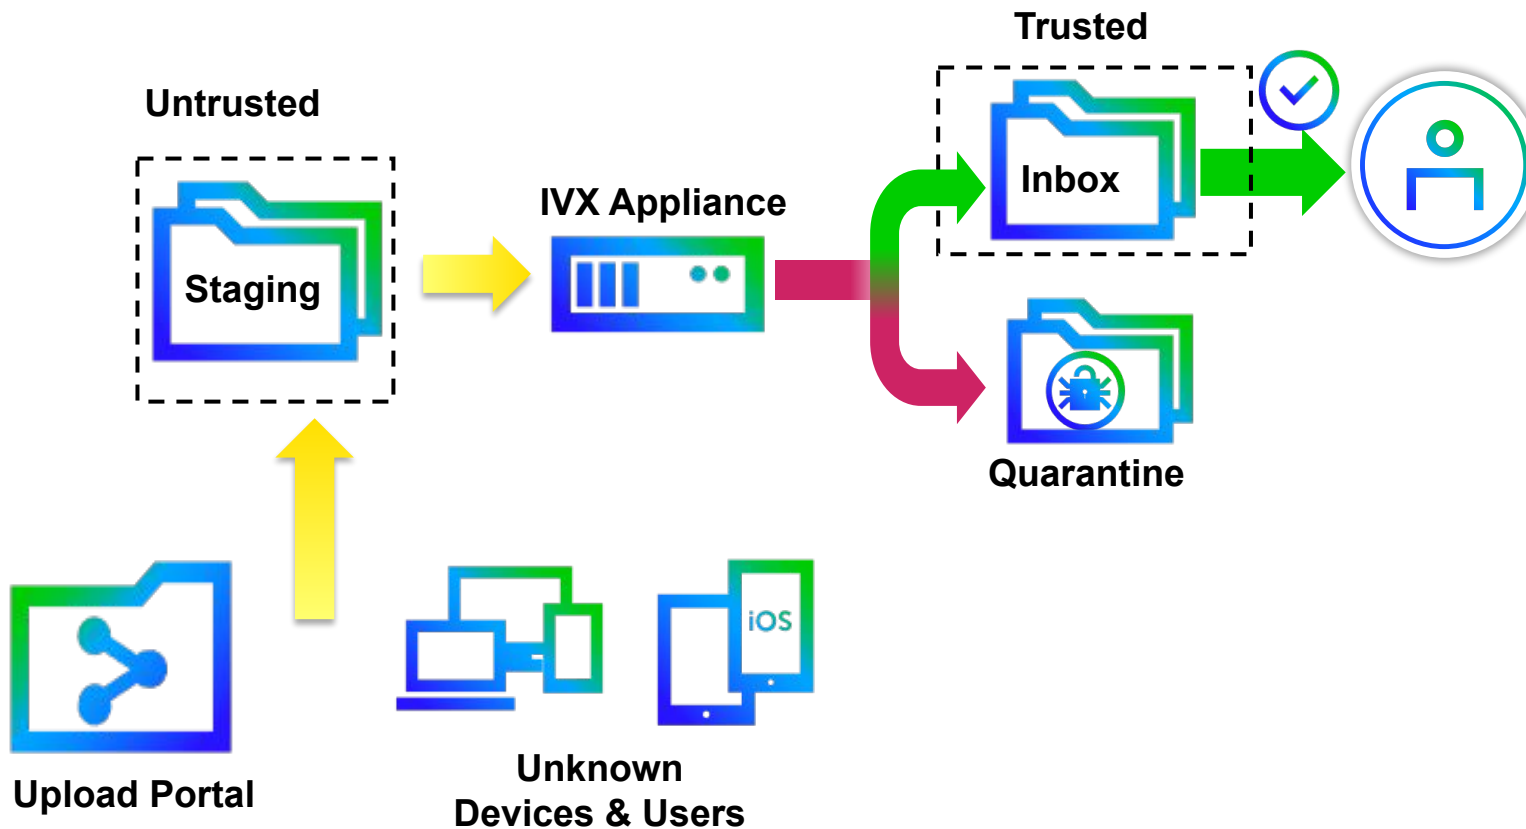 Trusted
Untrusted
Inbox
IVX Appliance
Staging
Quarantine
iOS
Upload Portal
Unknown
Devices & Users